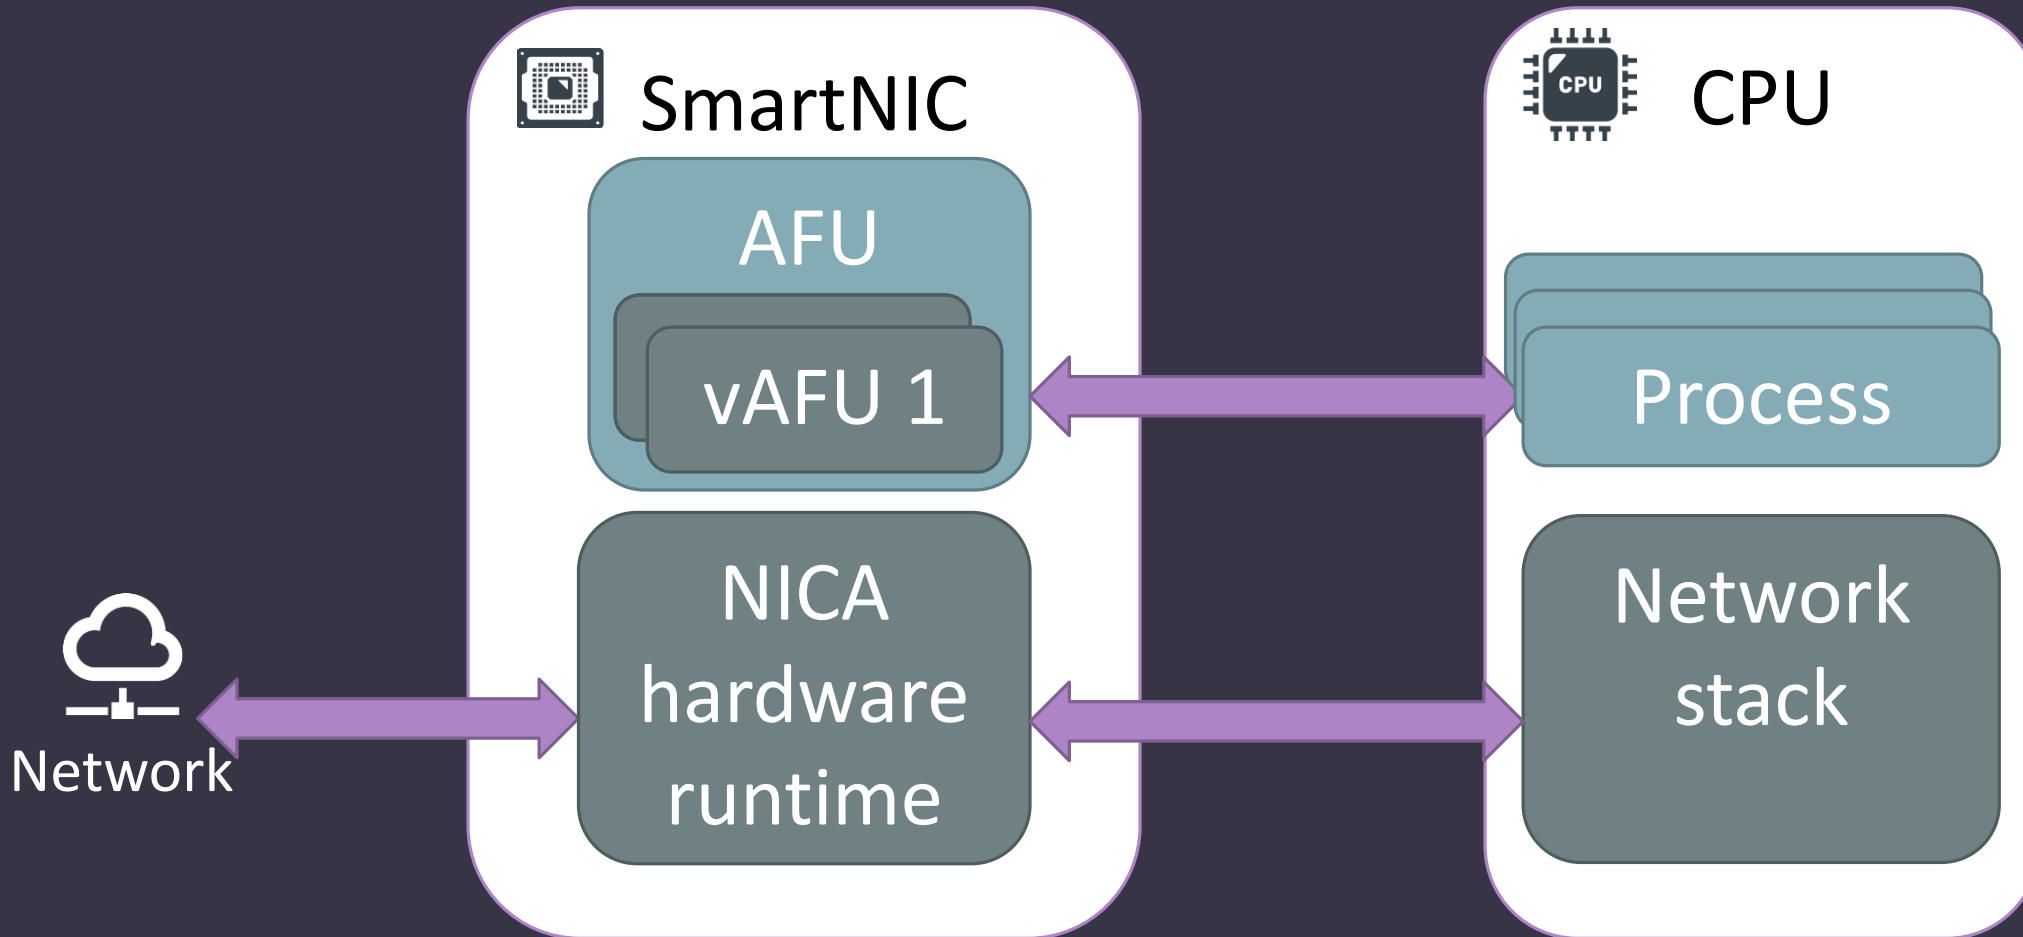 SmartNIC
AFU
vAFU 1
NICA
hardware
runtime
Network
CPU
CPU
Process
Network
stack